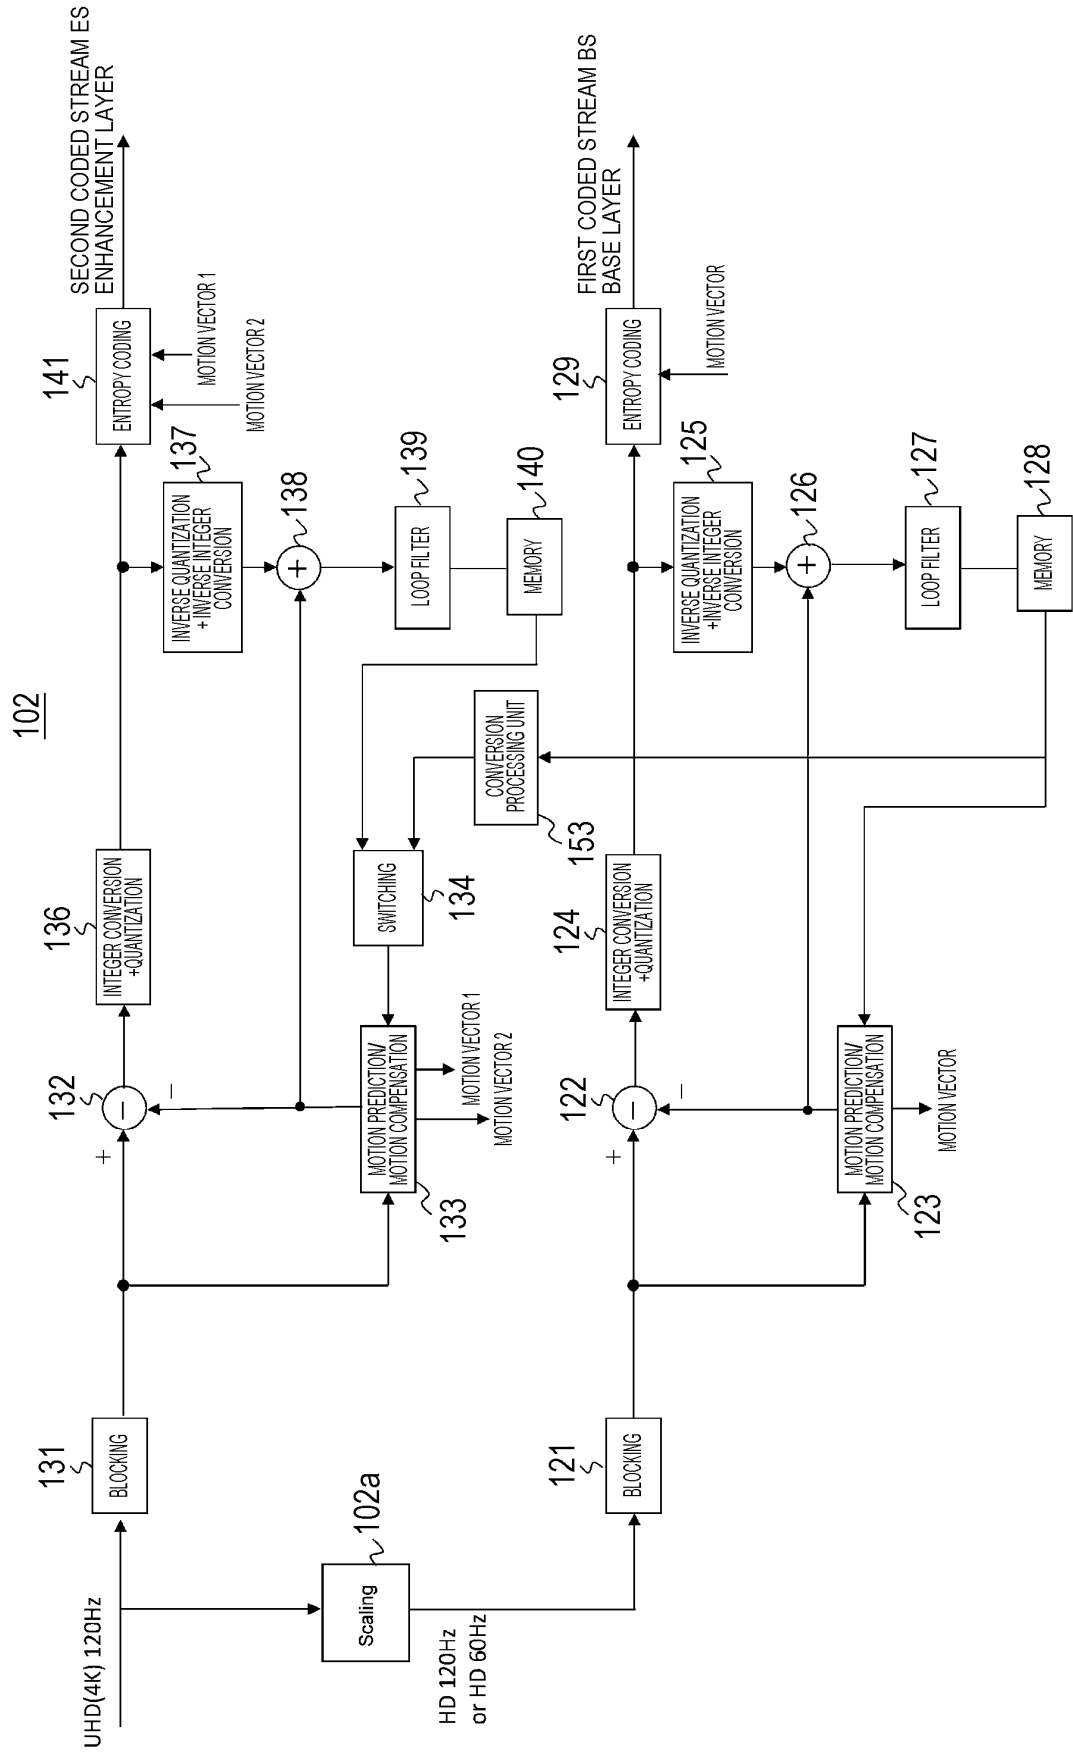 102
UHD(4K) 120Hz
131
BLOCKING
+
132
−
−
136
INTEGER CONVERSION
+QUANTIZATION
141
ENTROPY CODING
SECOND CODED STREAM ES
ENHANCEMENT LAYER
MOTION VECTOR 1
MOTION VECTOR 2
137
INVERSE QUANTIZATION
+INVERSE INTEGER
CONVERSION
138
+
139
LOOP FILTER
140
MEMORY
SWITCHING
134
MOTION PREDICTION/
MOTION COMPENSATION
133
MOTION VECTOR 1
MOTION VECTOR 2
CONVERSION
PROCESSING UNIT
153
102a
Scaling
HD 120Hz
or HD 60Hz
121
BLOCKING
+
122
−
−
124
INTEGER CONVERSION
+QUANTIZATION
129
ENTROPY CODING
FIRST CODED STREAM BS
BASE LAYER
MOTION VECTOR
125
INVERSE QUANTIZATION
+INVERSE INTEGER
CONVERSION
126
+
127
LOOP FILTER
128
MEMORY
MOTION PREDICTION/
MOTION COMPENSATION
123
MOTION VECTOR